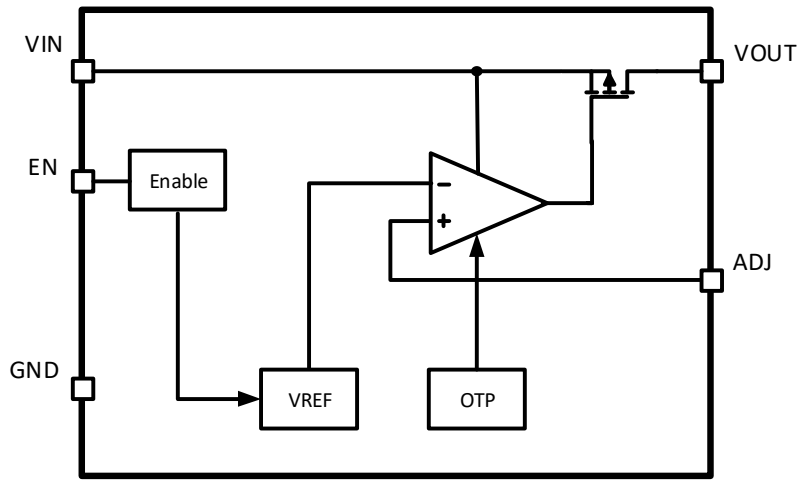 VIN
VOUT
EN
Enable
-
+
ADJ
GND
VREF
OTP